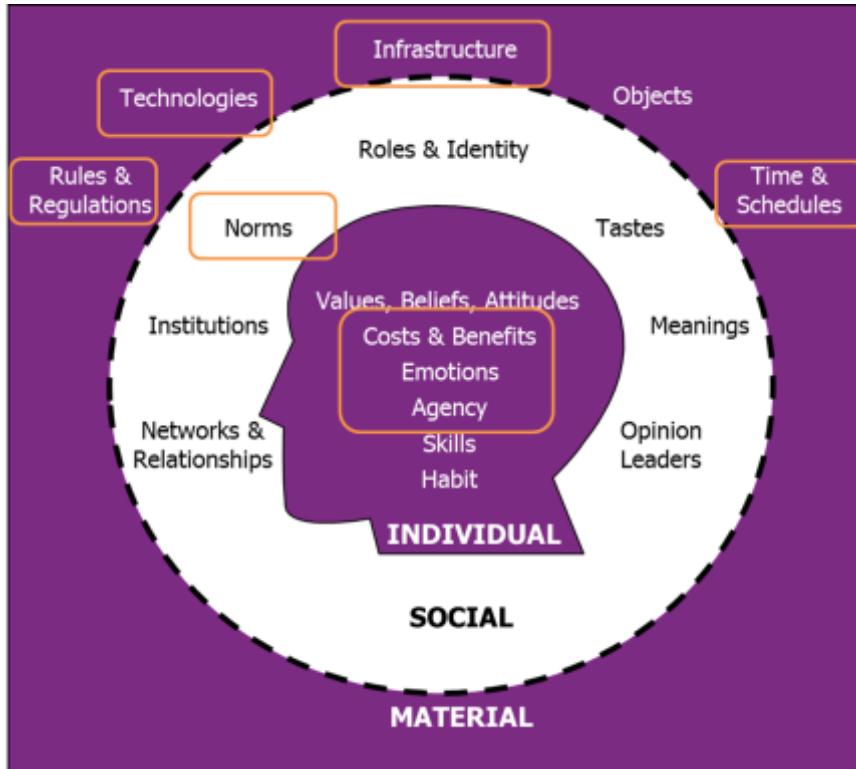 Infrastructure
Technologies
Objects
Roles & Identity
Rules &
Regulations
Time &
Schedules
Norms
Tastes
Values, Beliefs, Attitudes
Institutions
Costs & Benefits
Meanings
Emotions
Agency
Networks &
Relationships
Skills
Opinion
Leaders
Habit
INDIVIDUAL
SOCIAL
MATERIAL